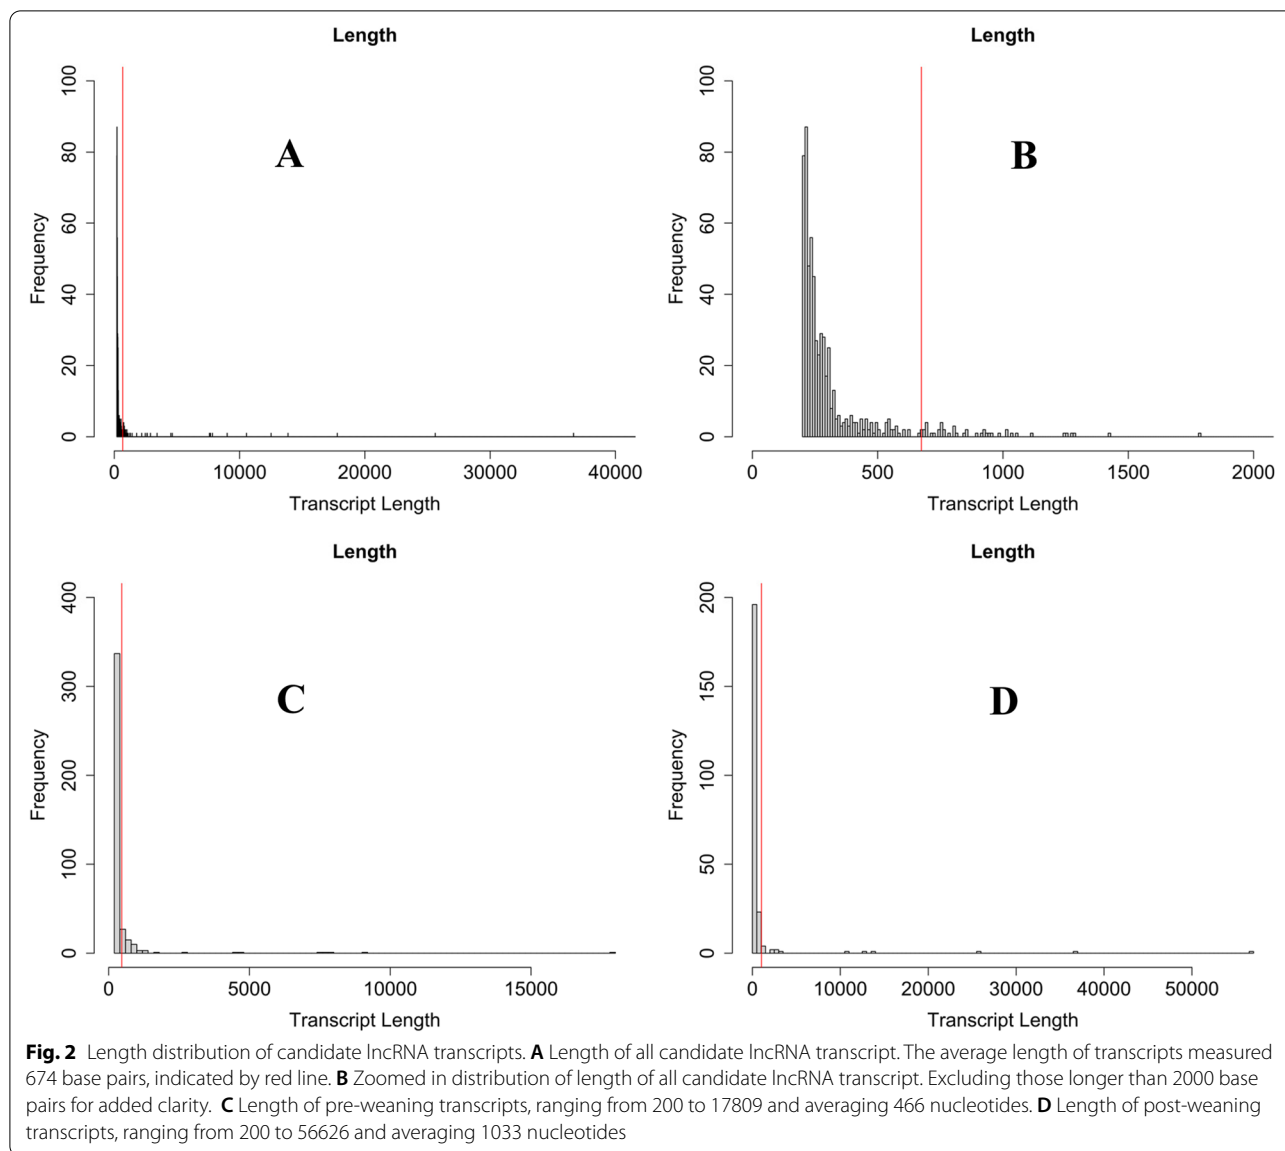 Length
100
80
60
40
20
0
Frequency
A
0 10000 20000 30000 40000
Transcript Length
Length
100
80
60
40
20
0
Frequency
B
0 500 1000 1500 2000
Transcript Length
Length
400
300
200
100
0
Frequency
C
0 5000 10000 15000
Transcript Length
Length
200
150
100
50
0
Frequency
D
0 10000 20000 30000 40000 50000
Transcript Length
Fig. 2 Length distribution of candidate lncRNA transcripts. A Length of all candidate lncRNA transcript. The average length of transcripts measured
674 base pairs, indicated by red line. B Zoomed in distribution of length of all candidate lncRNA transcript. Excluding those longer than 2000 base
pairs for added clarity. C Length of pre-weaning transcripts, ranging from 200 to 17809 and averaging 466 nucleotides. D Length of post-weaning
transcripts, ranging from 200 to 56626 and averaging 1033 nucleotides